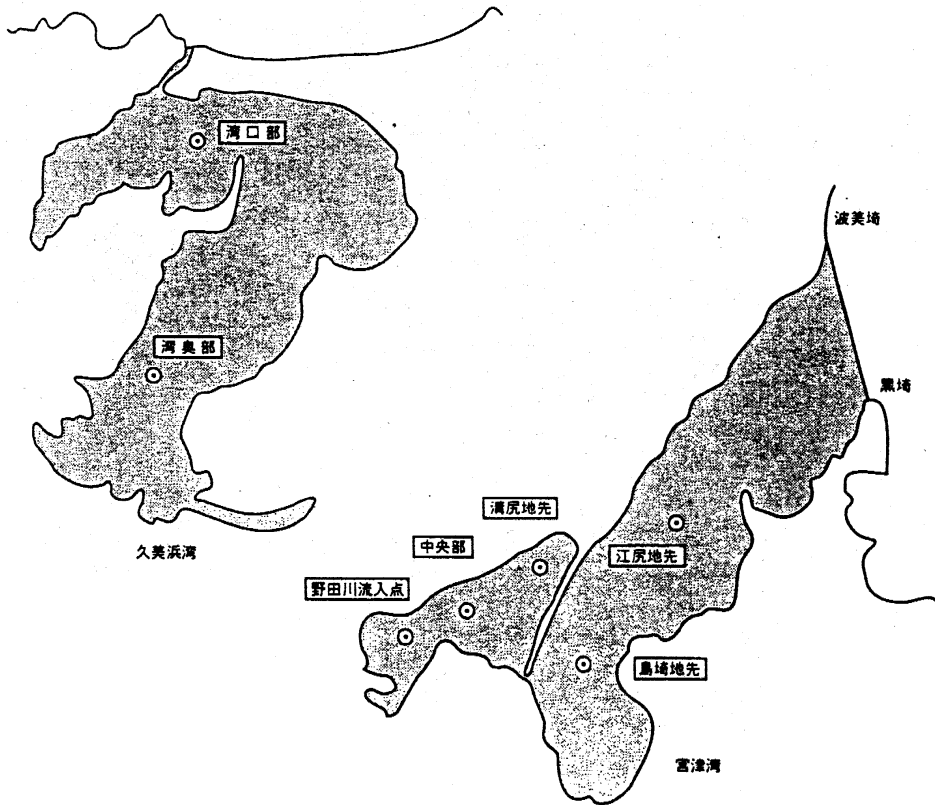 湾口部
波美埼
湾奥部
黒埼
溝尻地先
久美浜湾
中央部
江尻地先
野田川流入点
島埼地先
宮津湾